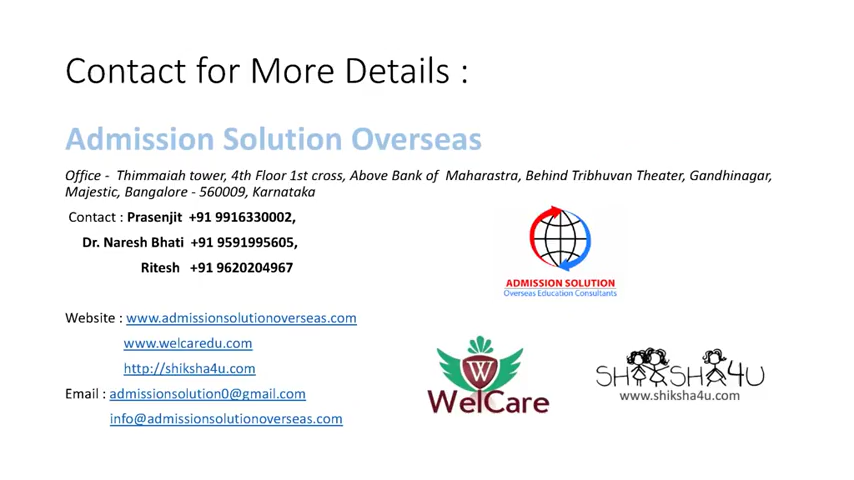 Contact for More Details :
Admission Solution Overseas
Office -  Thimmaiah tower, 4th Floor 1st cross, Above Bank of  Maharastra, Behind Tribhuvan Theater, Gandhinagar,
Majestic, Bangalore - 560009, Karnataka
Contact : Prasenjit  +91 9916330002,
Dr. Naresh Bhati  +91 9591995605,
Ritesh   +91 9620204967
ADMISSION SOLUTION
Overseas Education Consultants
Website : www.admissionsolutionoverseas.com
www.welcaredu.com
http://shiksha4u.com
Email : admissionsolution0@gmail.com
info@admissionsolutionoverseas.com
W
WelCare
SHIKSHA4U
www.shiksha4u.com